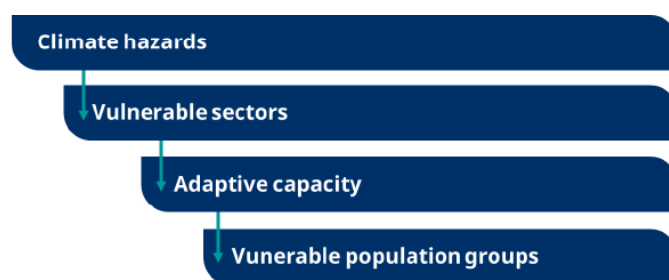 Climate hazards
Vulnerable sectors
Adaptive capacity
Vunerable population groups